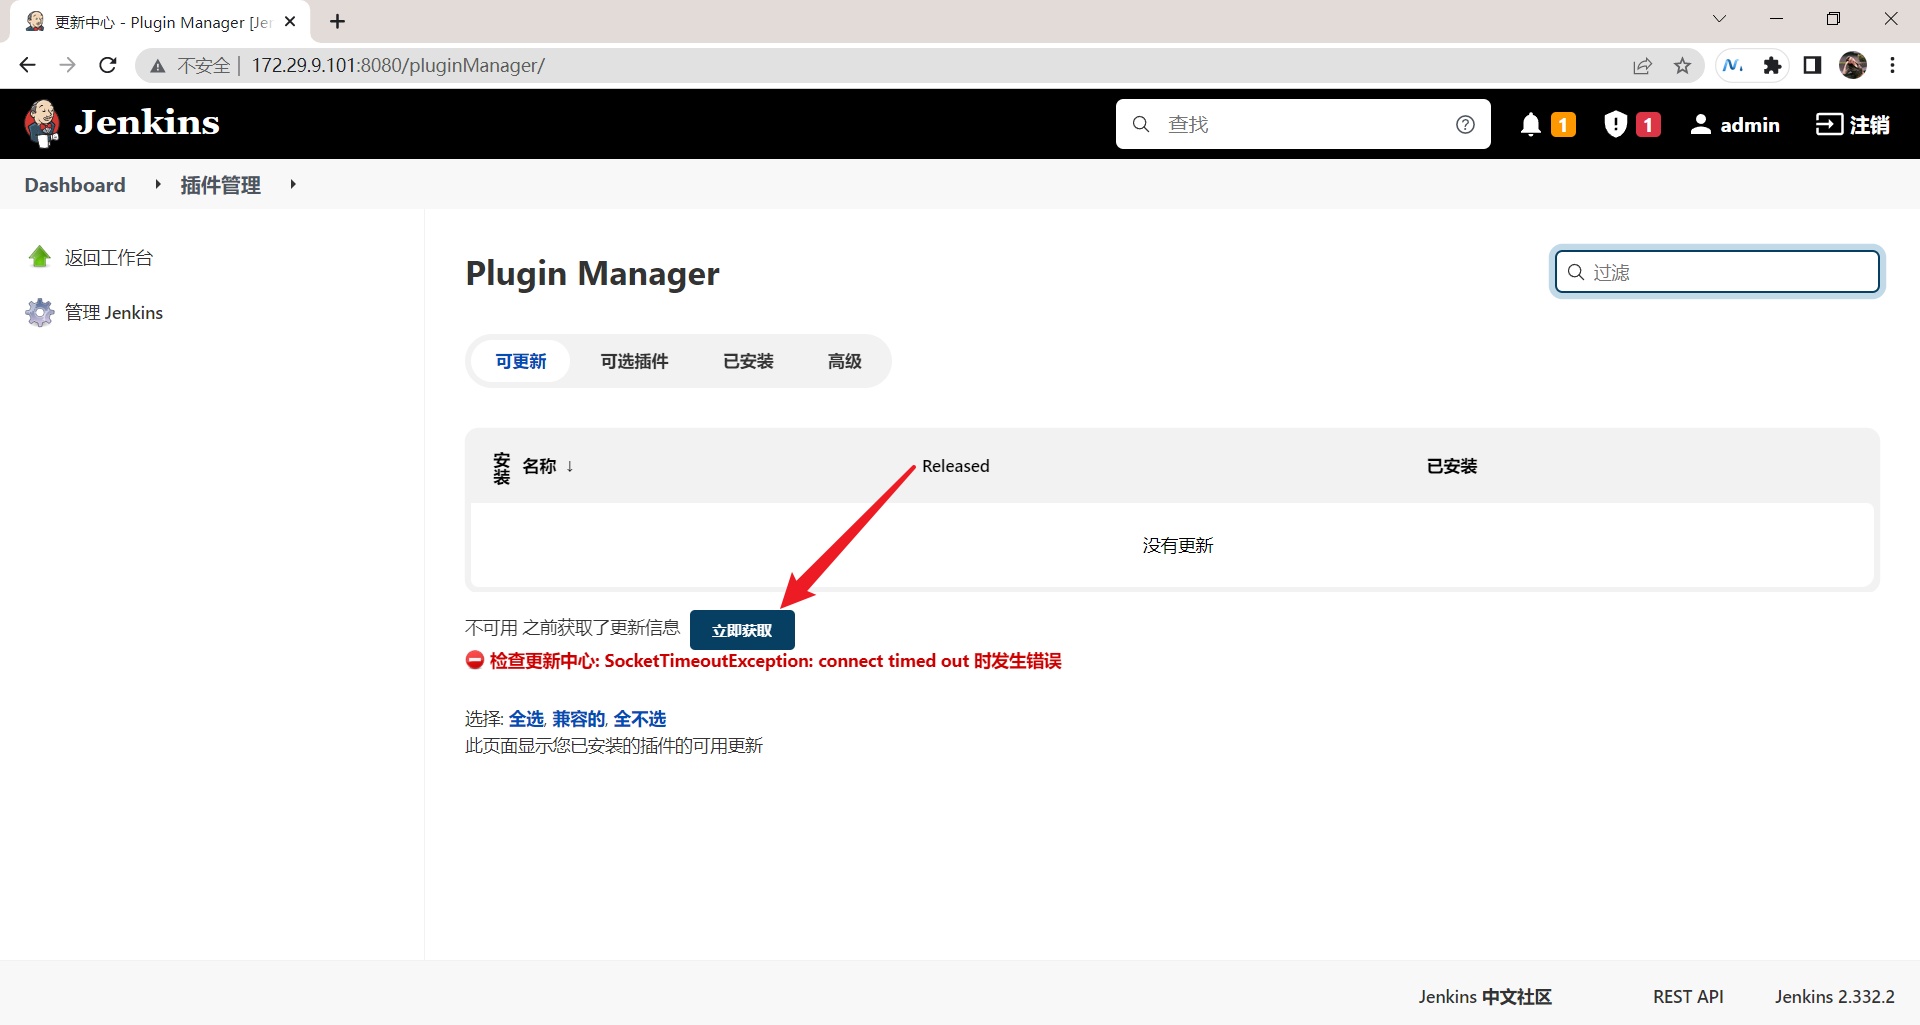 更新中心 - Plugin Manager [Jen
不安全 | 172.29.9.101:8080/pluginManager/
Jenkins
查找
1
1
admin
注销
Dashboard
插件管理
返回工作台
管理 Jenkins
Plugin Manager
过滤
可更新
可选插件
已安装
高级
安装
名称 ↓
Released
已安装
没有更新
不可用 之前获取了更新信息
立即获取
检查更新中心: SocketTimeoutException: connect timed out 时发生错误
选择: 全选, 兼容的, 全不选
此页面显示您已安装的插件的可用更新
Jenkins 中文社区
REST API
Jenkins 2.332.2